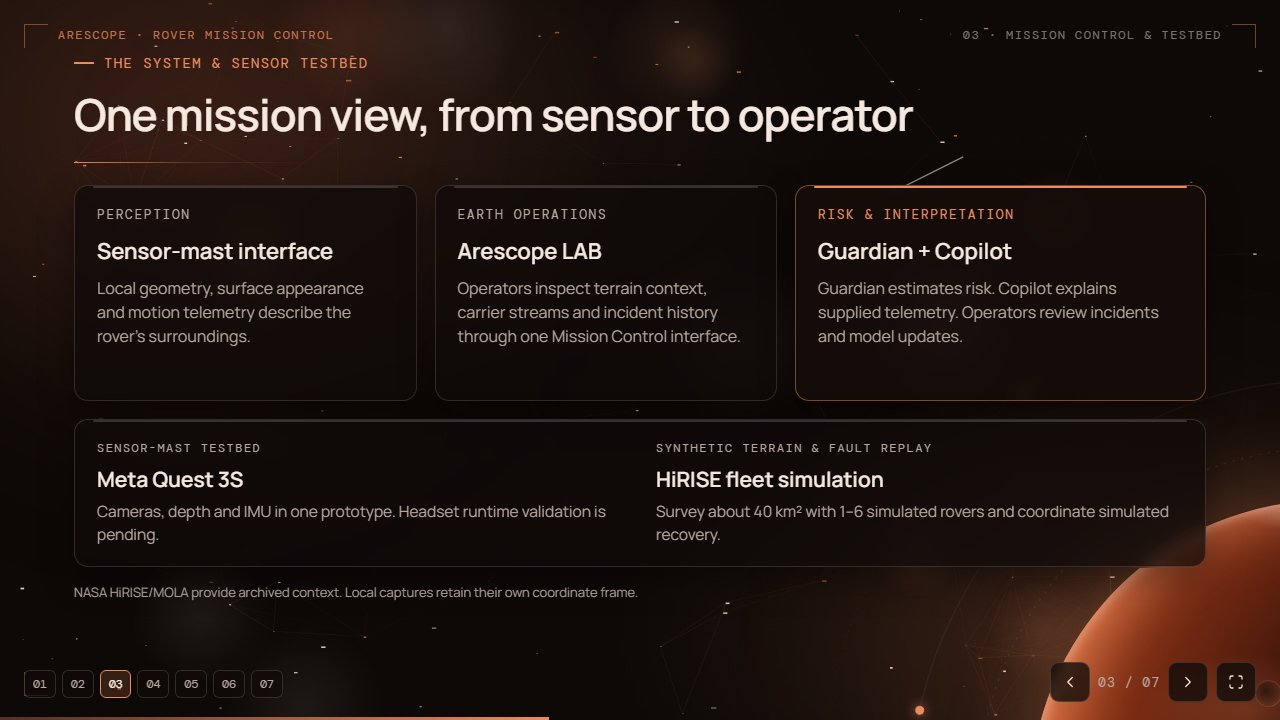 ARESCOPE · ROVER MISSION CONTROL
03 · MISSION CONTROL & TESTBED
THE SYSTEM & SENSOR TESTBED
One mission view, from sensor to operator
PERCEPTION
Sensor-mast interface
Local geometry, surface appearance
and motion telemetry describe the
rover's surroundings.
EARTH OPERATIONS
Arescope LAB
Operators inspect terrain context,
carrier streams and incident history
through one Mission Control interface.
RISK & INTERPRETATION
Guardian + Copilot
Guardian estimates risk. Copilot explains
supplied telemetry. Operators review incidents
and model updates.
SENSOR-MAST TESTBED
Meta Quest 3S
Cameras, depth and IMU in one prototype. Headset runtime validation is
pending.
SYNTHETIC TERRAIN & FAULT REPLAY
HiRISE fleet simulation
Survey about 40 km² with 1–6 simulated rovers and coordinate simulated
recovery.
NASA HiRISE/MOLA provide archived context. Local captures retain their own coordinate frame.
01 02 03 04 05 06 07
03 / 07